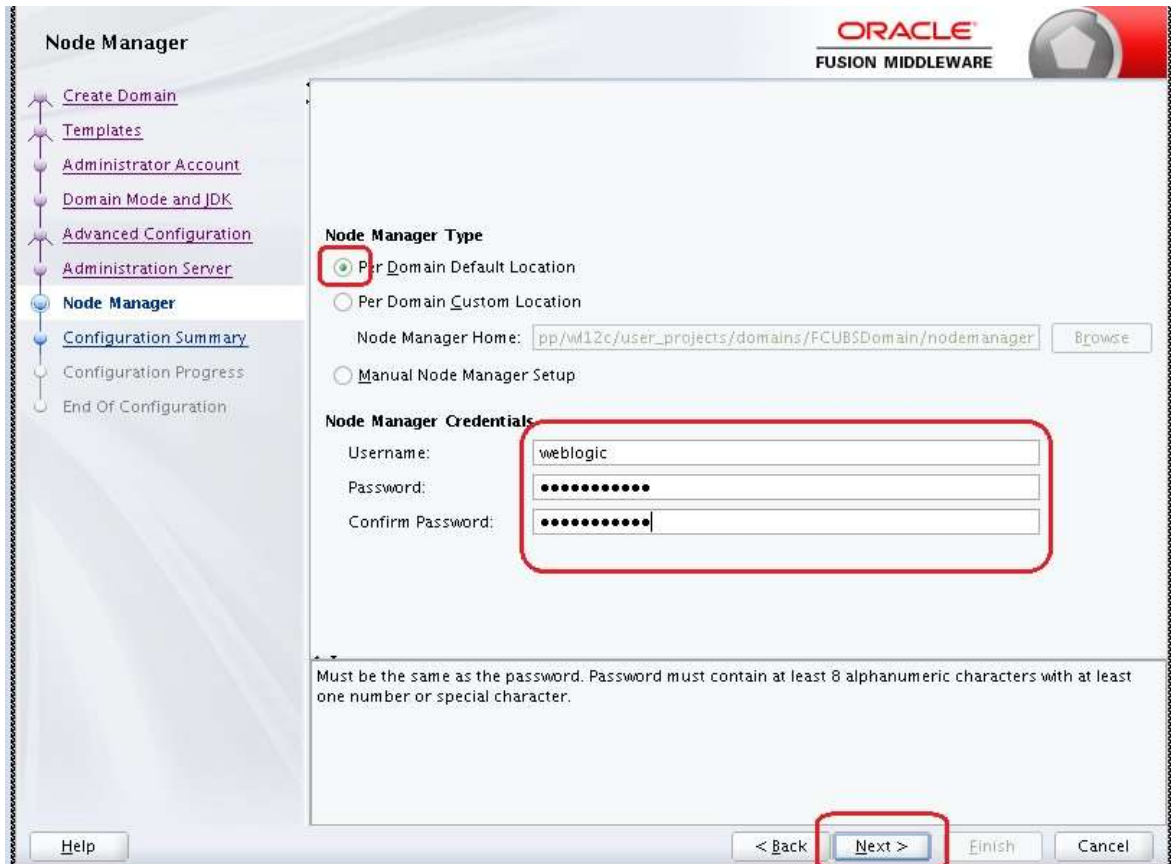 Node Manager
ORACLE
FUSION MIDDLEWARE
Create Domain
Templates
Administrator Account
Domain Mode and JDK
Advanced Configuration
Administration Server
Node Manager
Configuration Summary
Configuration Progress
End Of Configuration
Node Manager Type
Per Domain Default Location
Per Domain Custom Location
Node Manager Home: pp/wl12c/user_projects/domains/FCUBSDomain/nodemanager Browse
Manual Node Manager Setup
Node Manager Credentials
Username: weblogic
Password: •••••••••••
Confirm Password: •••••••••••
Must be the same as the password. Password must contain at least 8 alphanumeric characters with at least
one number or special character.
Help < Back Next > Finish Cancel